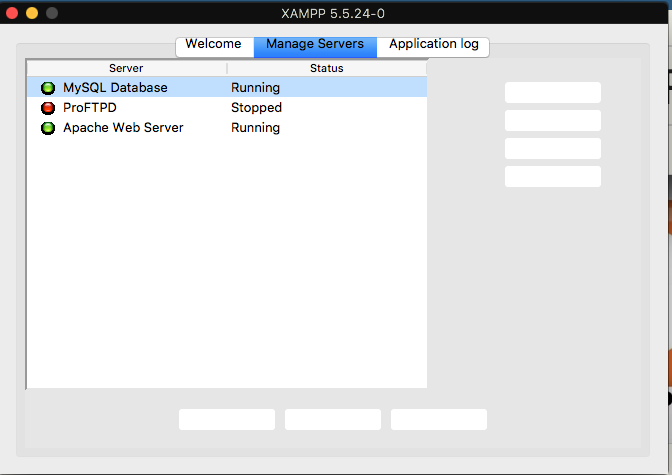 XAMPP 5.5.24-0
Welcome Manage Servers Application log
Server Status
MySQL Database Running
ProFTPD Stopped
Apache Web Server Running